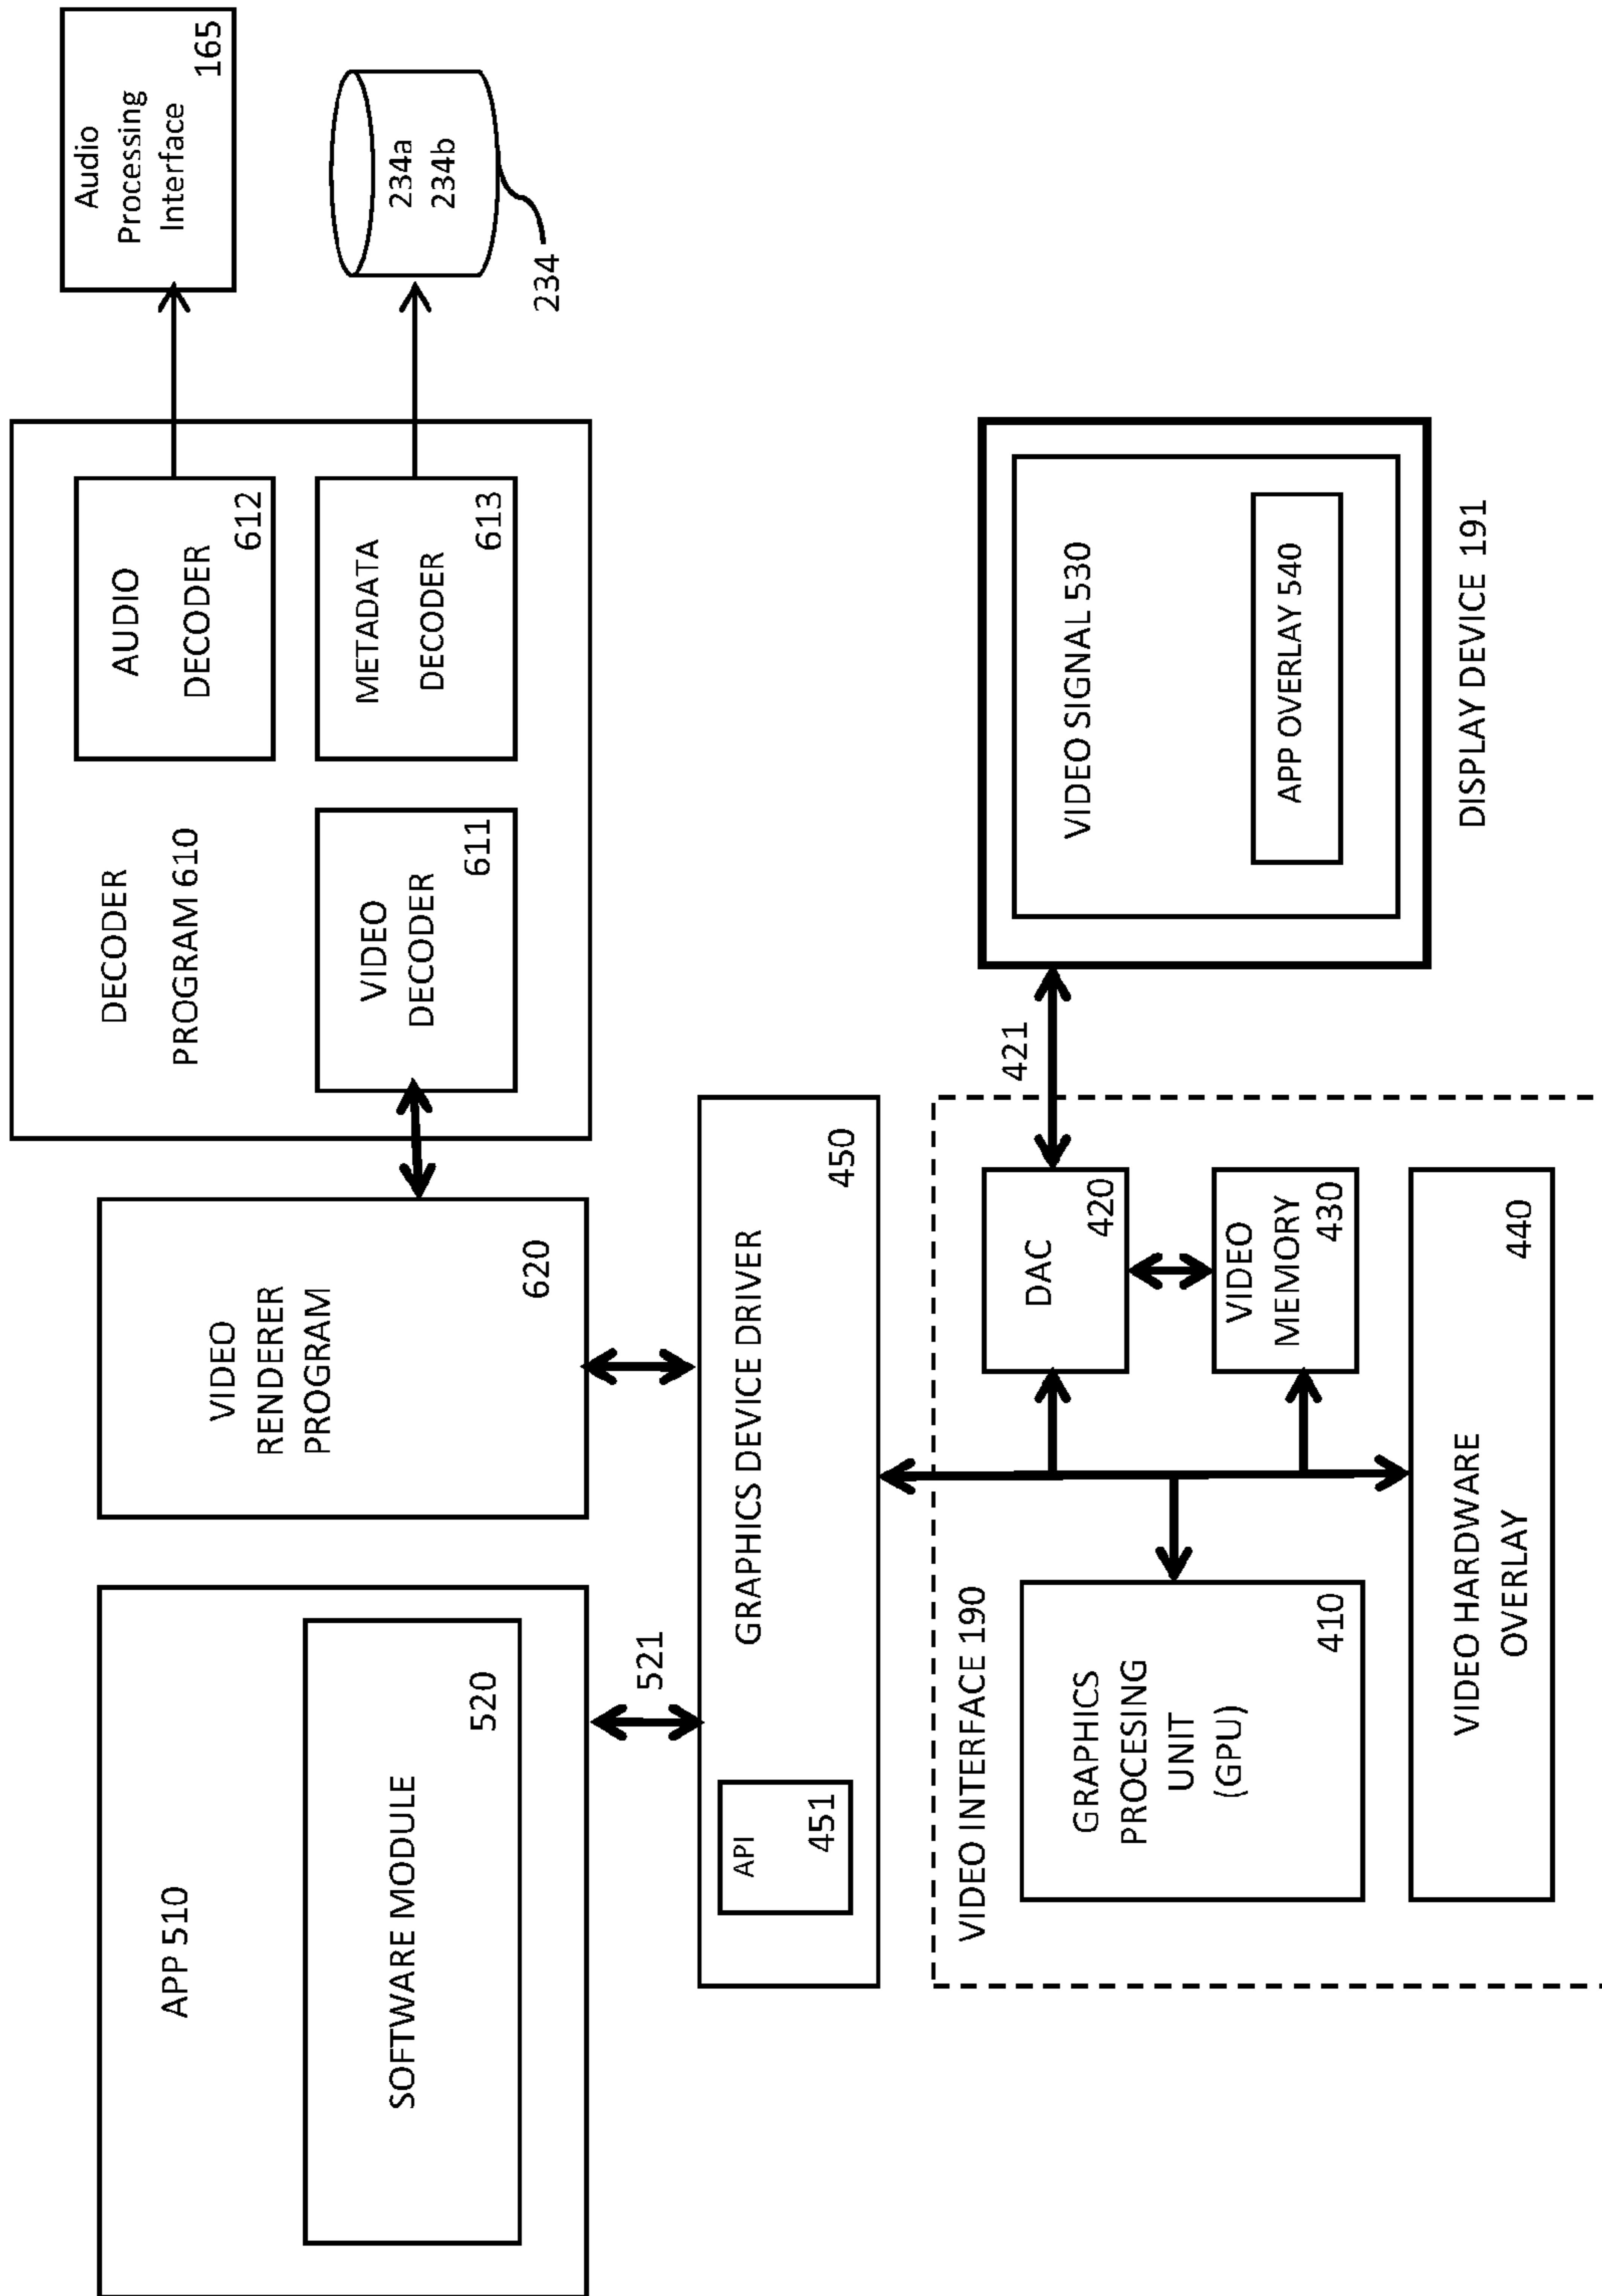 APP 510
SOFTWARE MODULE
520
VIDEO
RENDERER
PROGRAM
620
DECODER
PROGRAM 610
VIDEO
DECODER
611
AUDIO
DECODER
612
METADATA
DECODER
613
Audio
Processing
Interface
165
234a
234b
234
521
GRAPHICS DEVICE DRIVER
450
API
451
VIDEO INTERFACE 190
GRAPHICS
PROCESING
UNIT
(GPU)
410
DAC
420
VIDEO
MEMORY
430
VIDEO HARDWARE
OVERLAY
440
421
VIDEO SIGNAL 530
APP OVERLAY 540
DISPLAY DEVICE 191